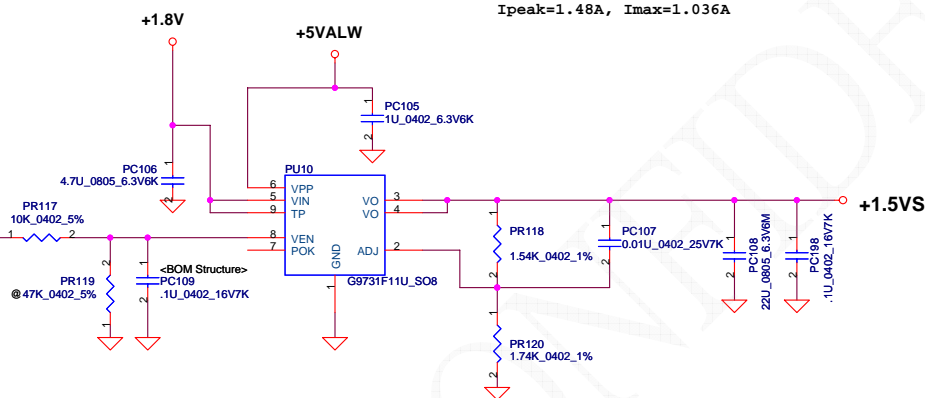 Ipeak=1.48A, Imax=1.036A
+1.8V
+5VALW
1
PC105
1U_0402_6.3V6K
2
1
PC106
4.7U_0805_6.3V6K
2
PU10
6 VPP
5 VIN
9 TP
VO 3
VO 4
8 VEN
7 POK
ADJ 2
GND
1
G9731F11U_SO8
+1.5VS
PR117
10K_0402_5%
1 2
2
PR119
@47K_0402_5%
1
<BOM Structure>
1
PC109
.1U_0402_16V7K
2
1
PR118
1.54K_0402_1%
2
1
PC107
0.01U_0402_25V7K
2
1
PC108
22U_0805_6.3V6M
2
1
PC198
.1U_0402_16V7K
2
1
PR120
1.74K_0402_1%
2
ONFID